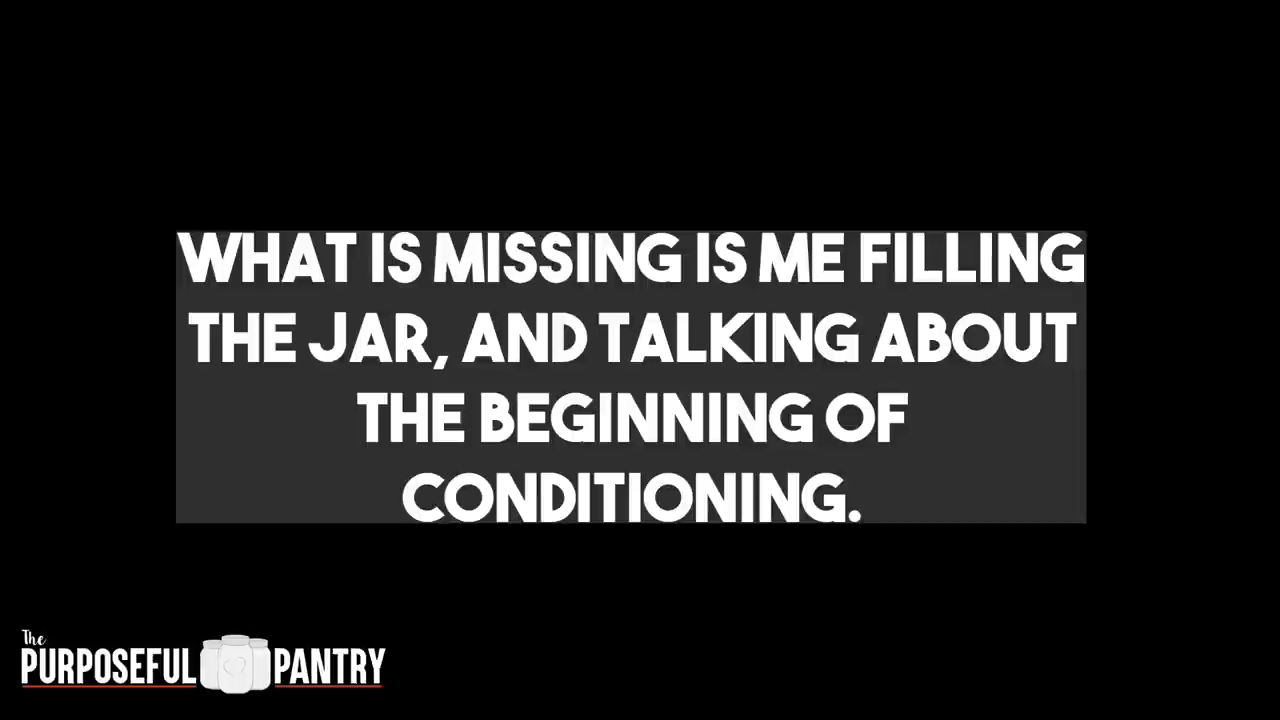 WHAT IS MISSING IS ME FILLING
THE JAR, AND TALKING ABOUT
THE BEGINNING OF
CONDITIONING.
The
PURPOSEFUL PANTRY